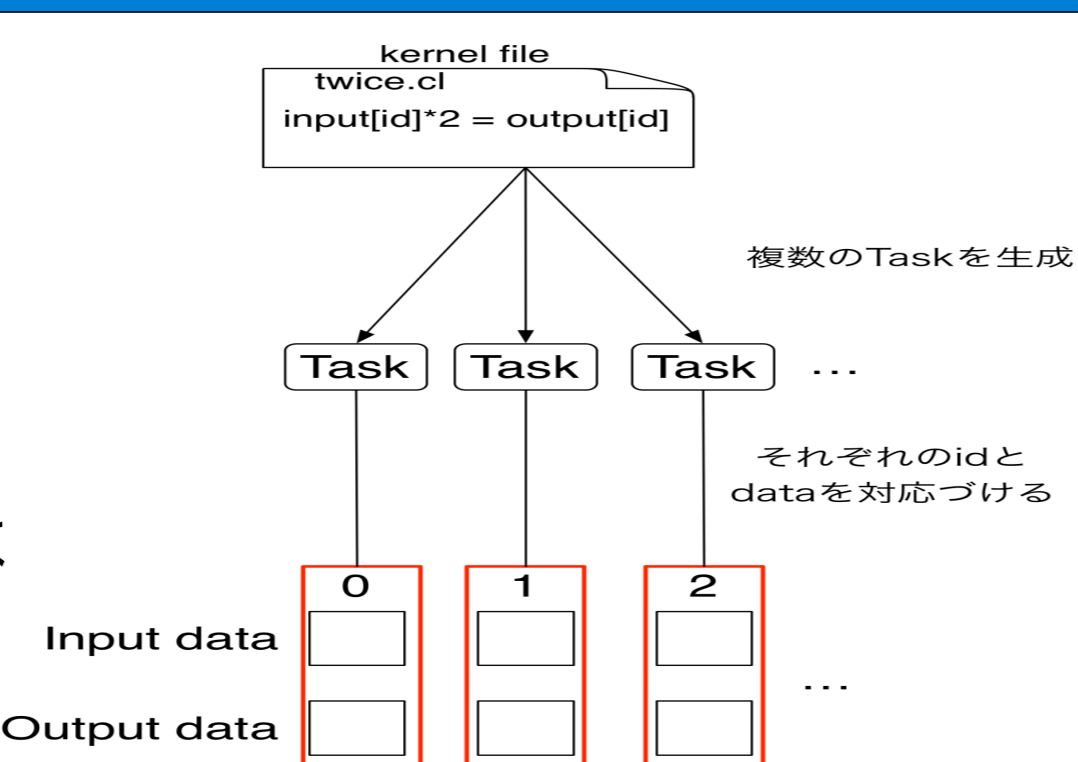 kernel file
twice.cl
input[id]*2 = output[id]
複数のTaskを生成
Task Task Task ...
それぞれのidと
dataを対応づける
0 1 2
Input data
...
Output data